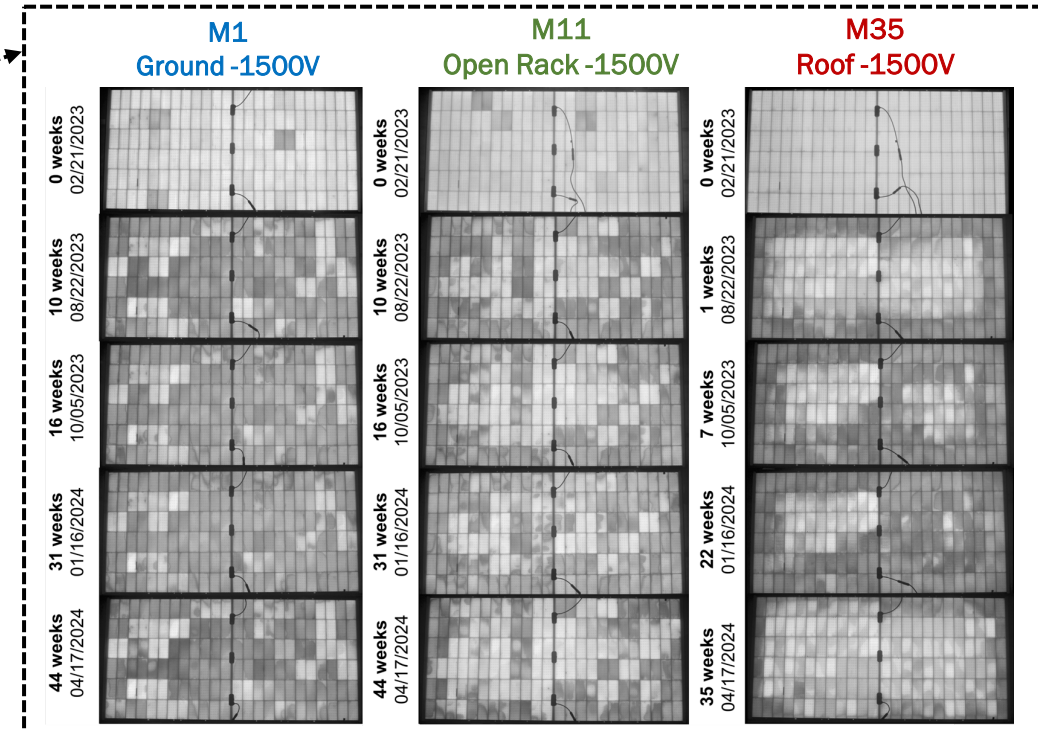 M1
Ground -1500V
M11
Open Rack -1500V
M35
Roof -1500V
0 weeks
02/21/2023
10 weeks
08/22/2023
16 weeks
10/05/2023
31 weeks
01/16/2024
44 weeks
04/17/2024
0 weeks
02/21/2023
10 weeks
08/22/2023
16 weeks
10/05/2023
31 weeks
01/16/2024
44 weeks
04/17/2024
0 weeks
02/21/2023
1 weeks
08/22/2023
7 weeks
10/05/2023
22 weeks
01/16/2024
35 weeks
04/17/2024